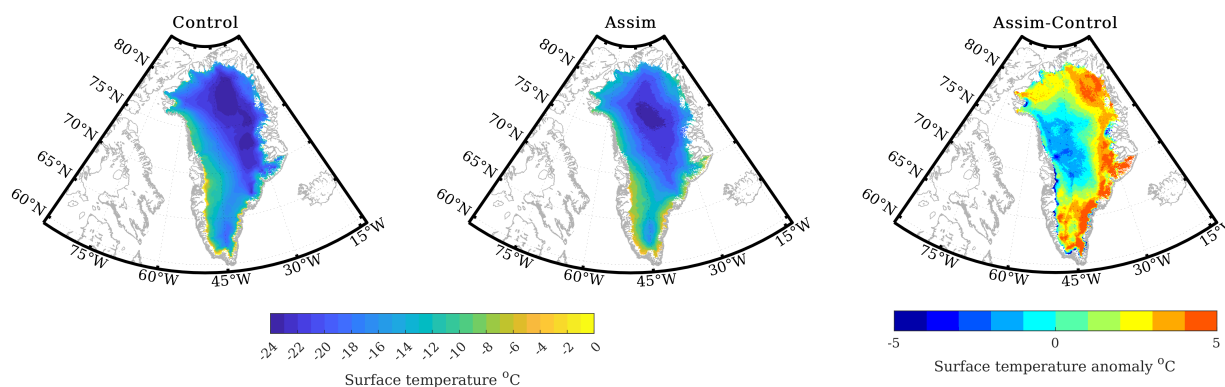 Control
Assim
Assim-Control
80°N
75°N
70°N
65°N
60°N
75°W
60°W
45°W
30°W
15°W
80°N
75°N
70°N
65°N
60°N
75°W
60°W
45°W
30°W
15°W
80°N
75°N
70°N
65°N
60°N
75°W
60°W
45°W
30°W
15°W
-24 -22 -20 -18 -16 -14 -12 -10 -8 -6 -4 -2 0
Surface temperature °C
-5 0 5
Surface temperature anomaly °C